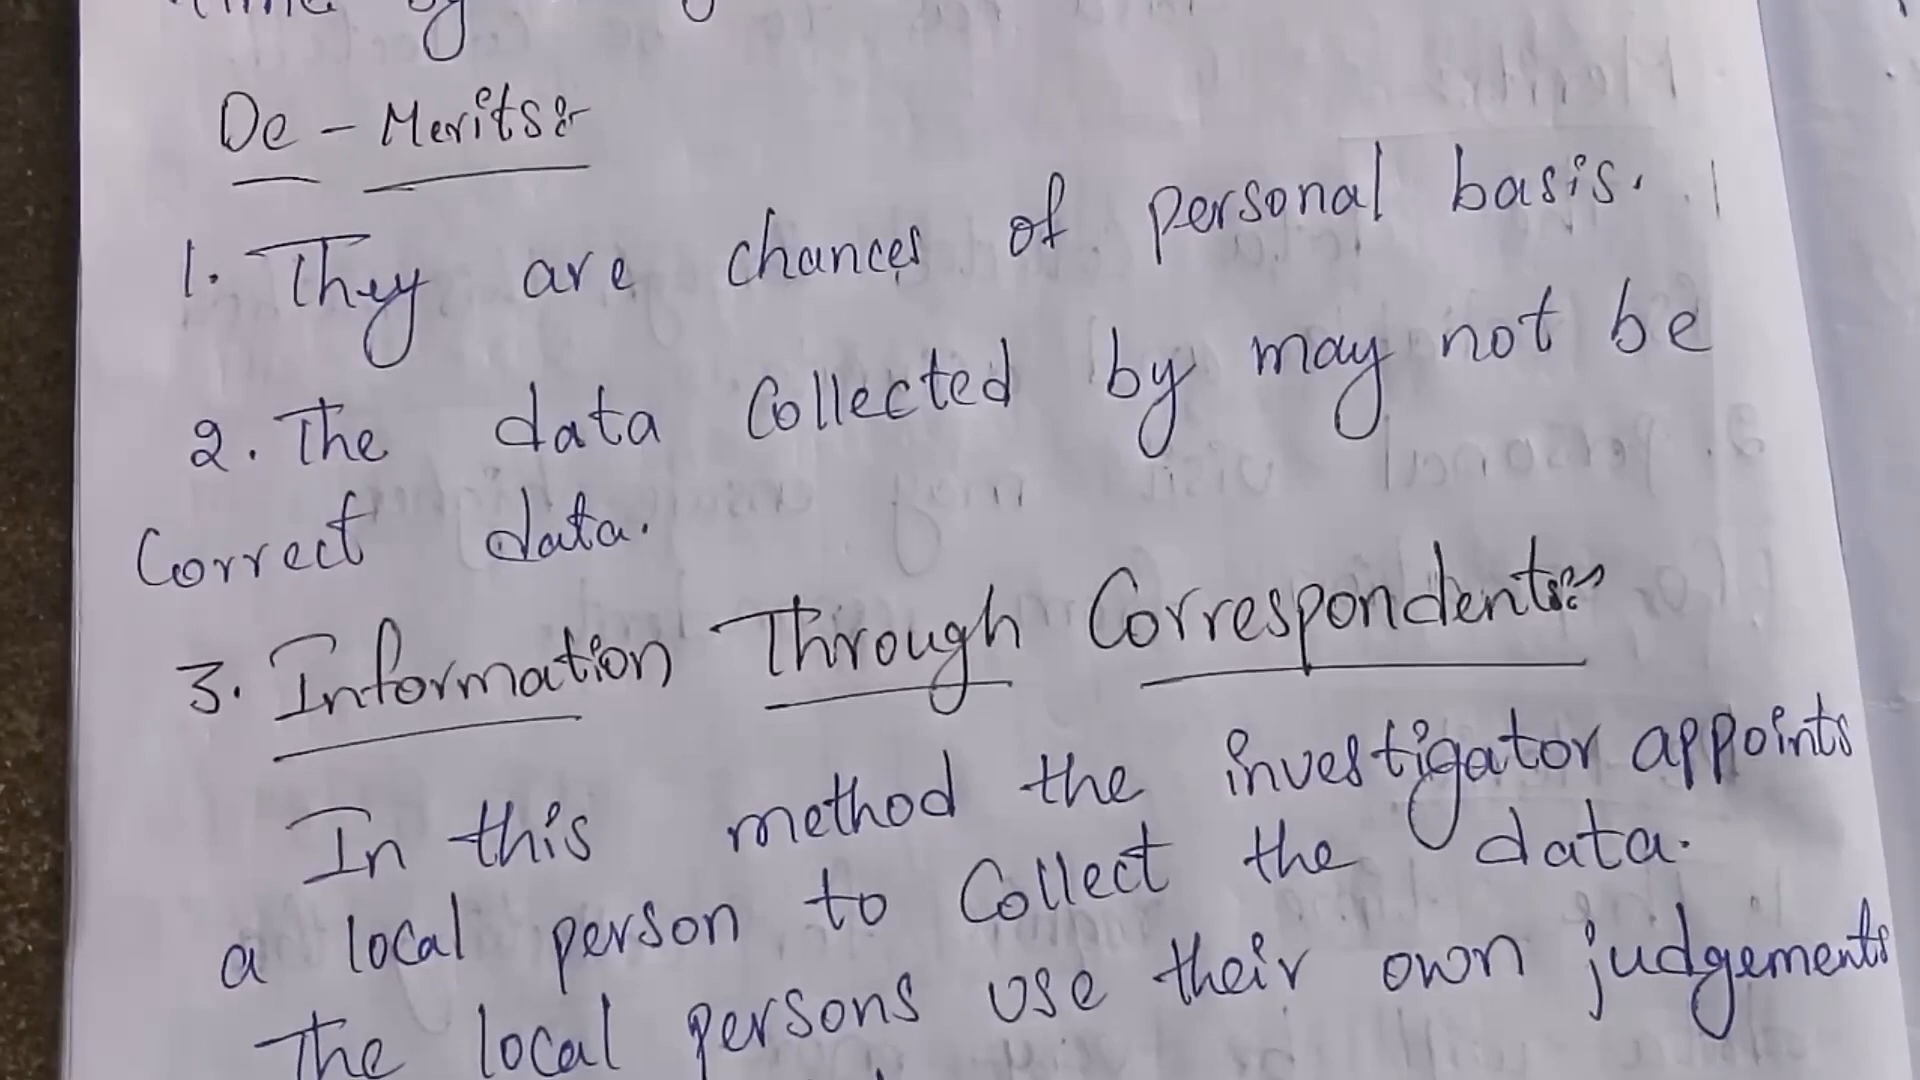 De - Merits:-
1. They are chances of personal basis.
2. The data collected by may not be
Correct data.
3. Information Through Correspondents:-
In this method the investigator appoints
a local person to Collect the data.
The local persons use their own judgements